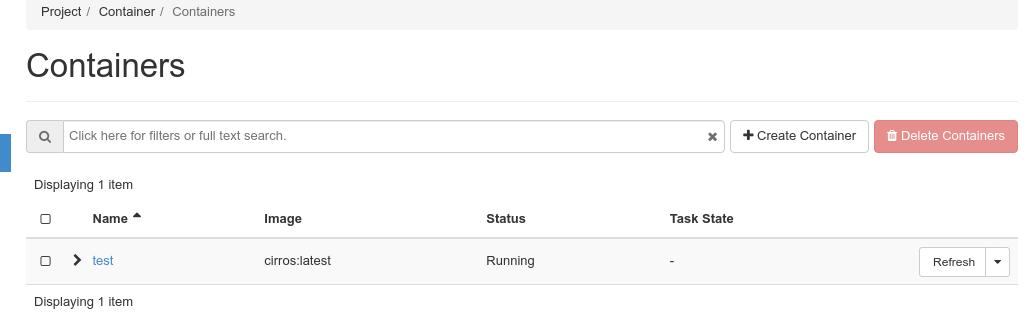 Project / Container / Containers
Containers
Click here for filters or full text search.
Create Container
Delete Containers
Displaying 1 item
Name Image Status Task State
test cirros:latest Running - Refresh
Displaying 1 item